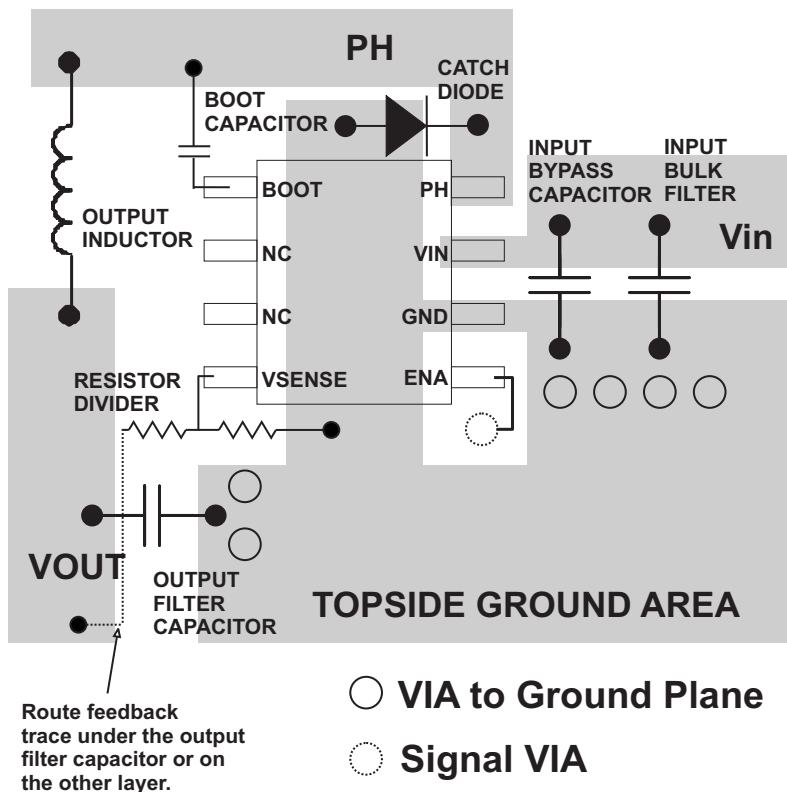 PH
CATCH
DIODE
BOOT
CAPACITOR
INPUT
BYPASS
CAPACITOR
INPUT
BULK
FILTER
OUTPUT
INDUCTOR
BOOT
PH
Vin
NC
VIN
NC
GND
VSENSE
ENA
RESISTOR
DIVIDER
VOUT
OUTPUT
FILTER
CAPACITOR
TOPSIDE GROUND AREA
VIA to Ground Plane
Signal VIA
Route feedback
trace under the output
filter capacitor or on
the other layer.